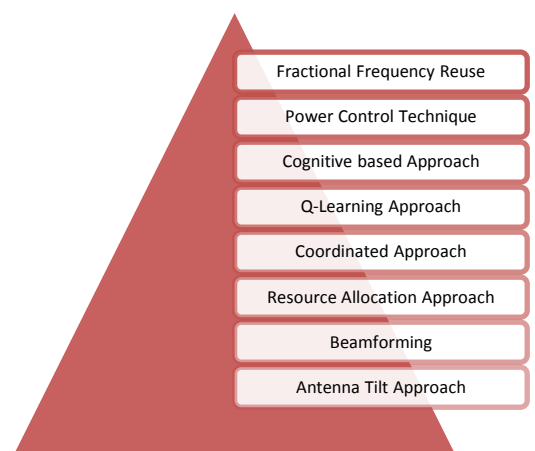 Fractional Frequency Reuse
Power Control Technique
Cognitive based Approach
Q-Learning Approach
Coordinated Approach
Resource Allocation Approach
Beamforming
Antenna Tilt Approach